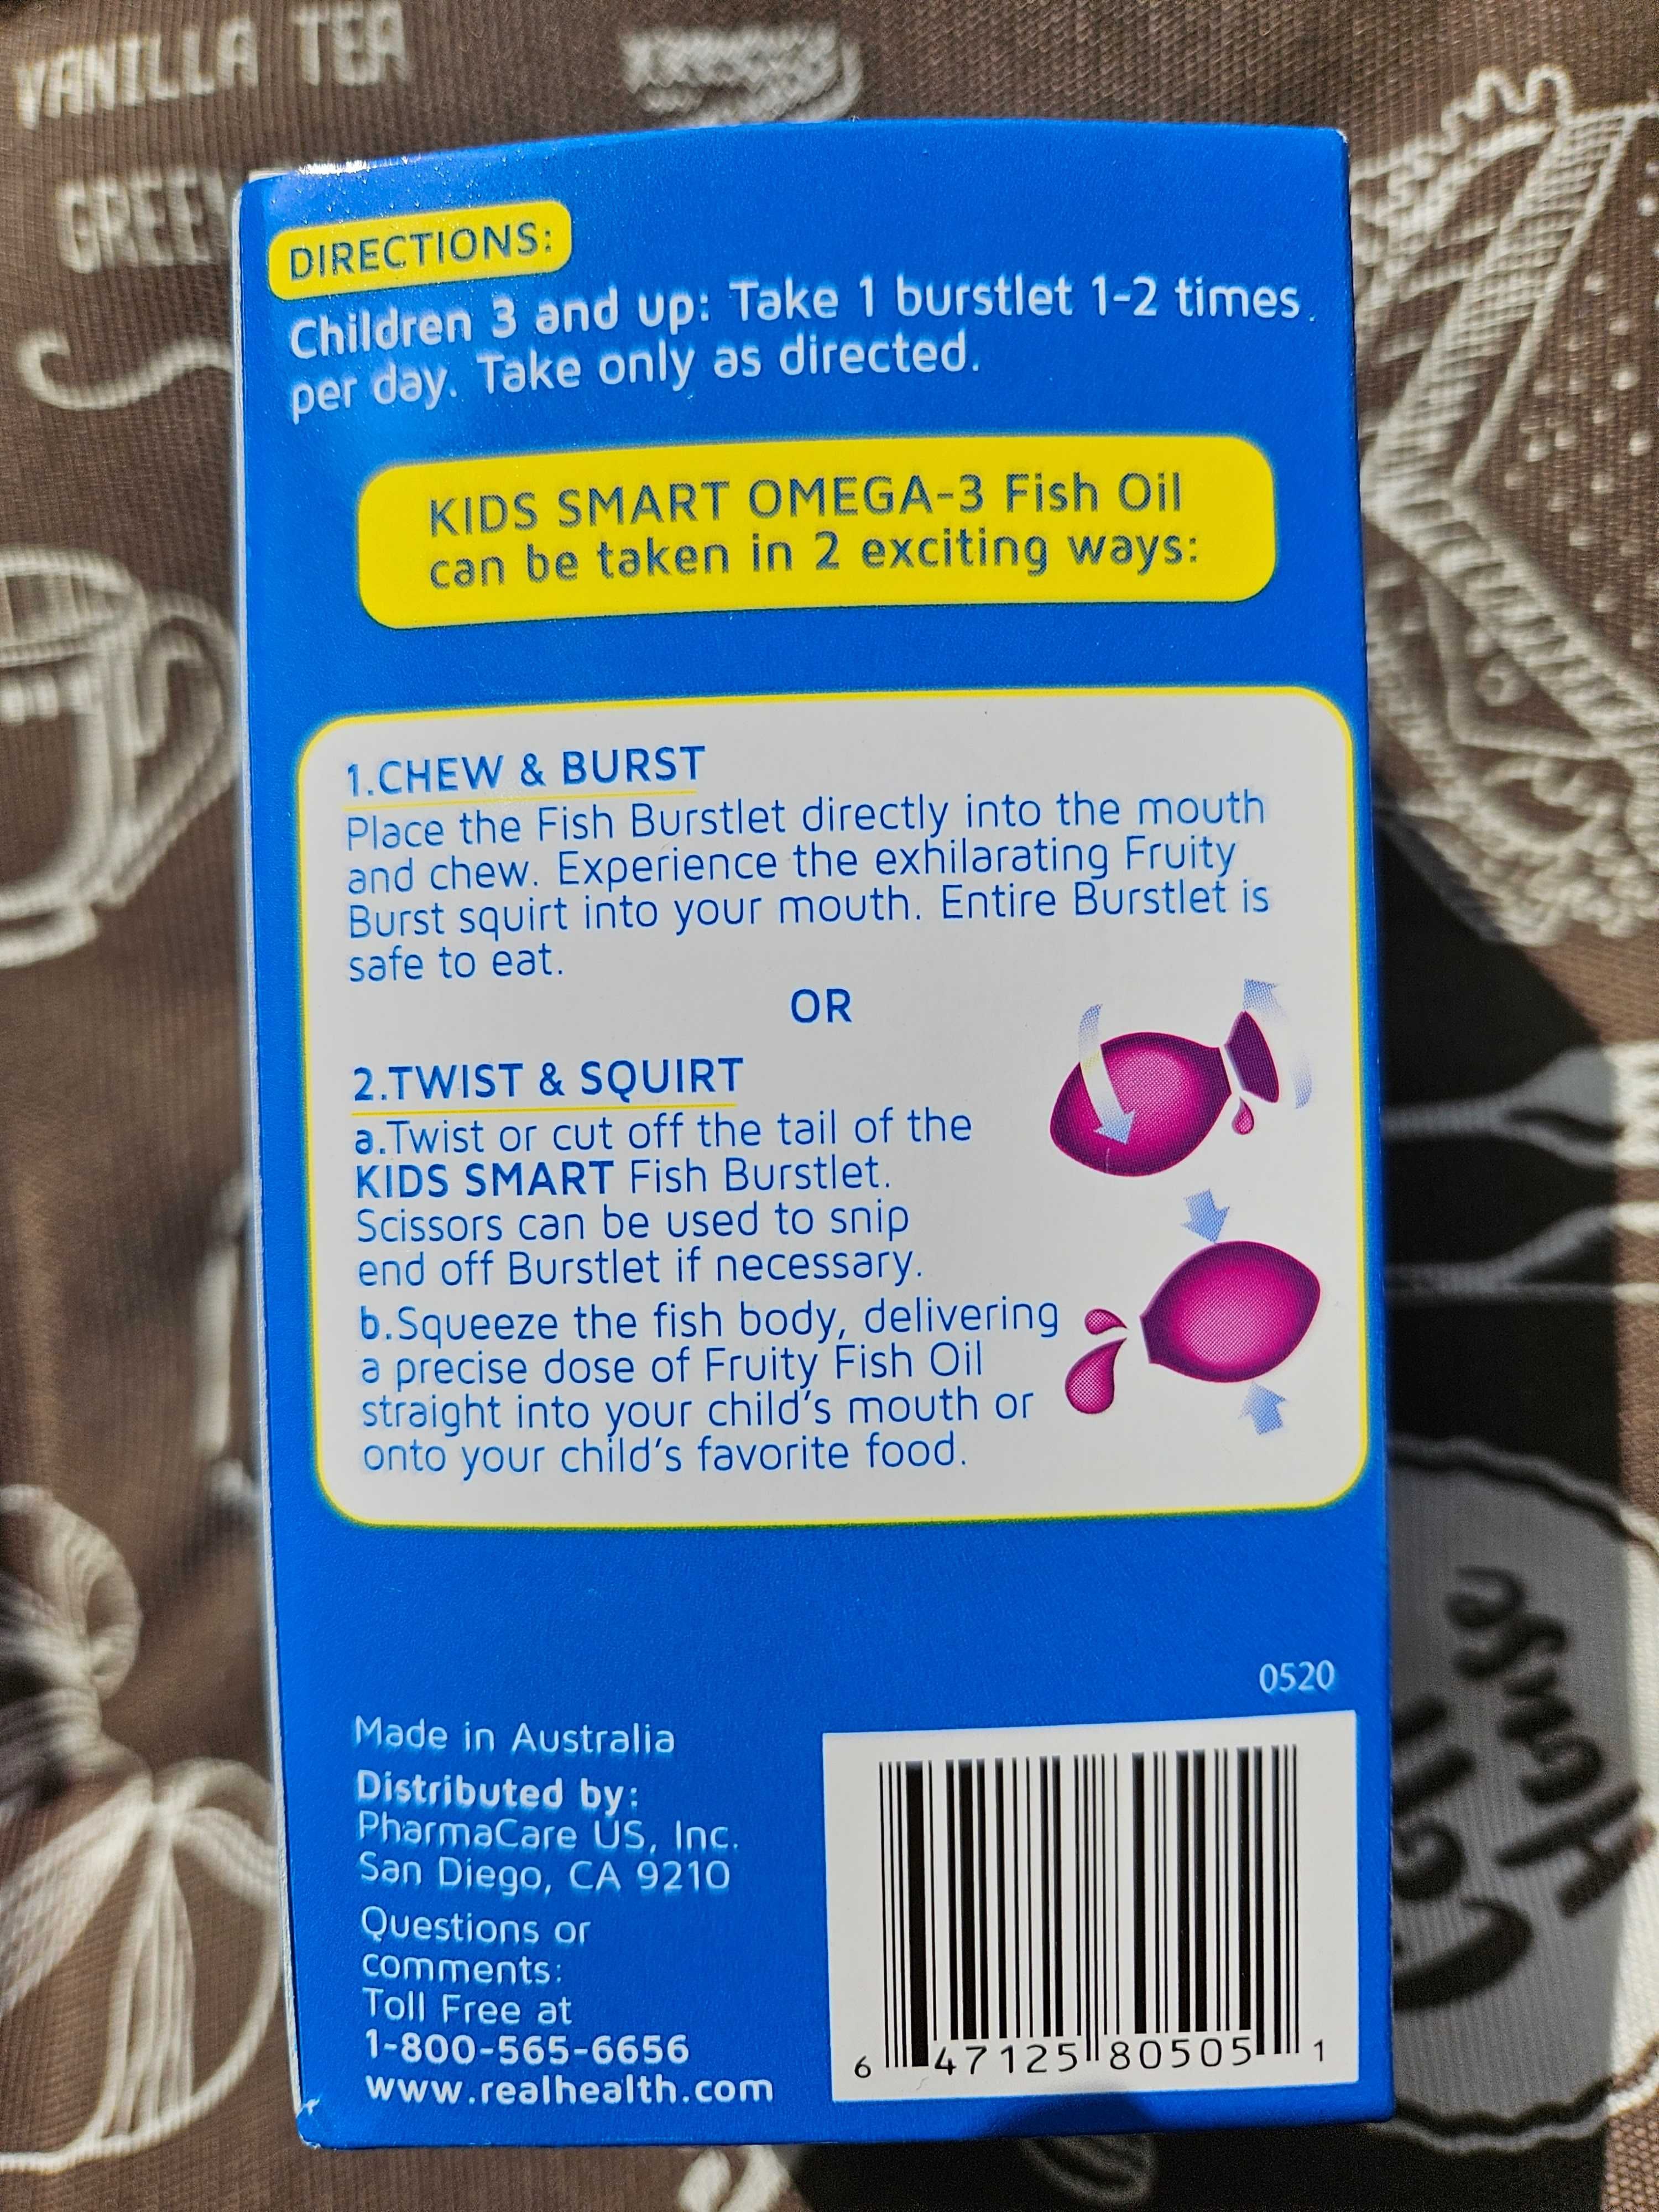 VANILLA TEA
GREE
DIRECTIONS:
Children 3 and up: Take 1 burstlet 1-2 times
per day. Take only as directed.
KIDS SMART OMEGA-3 Fish Oil
can be taken in 2 exciting ways:
1.CHEW & BURST
Place the Fish Burstlet directly into the mouth
and chew. Experience the exhilarating Fruity
Burst squirt into your mouth. Entire Burstlet is
safe to eat.
OR
2.TWIST & SQUIRT
a.Twist or cut off the tail of the
KIDS SMART Fish Burstlet.
Scissors can be used to snip
end off Burstlet if necessary.
b.Squeeze the fish body, delivering
a precise dose of Fruity Fish Oil
straight into your child's mouth or
onto your child's favorite food.
0520
Made in Australia
Distributed by:
PharmaCare US, Inc.
San Diego, CA 9210
Questions or
comments:
Toll Free at
1-800-565-6656
www.realhealth.com
6 47125 80505 1
House